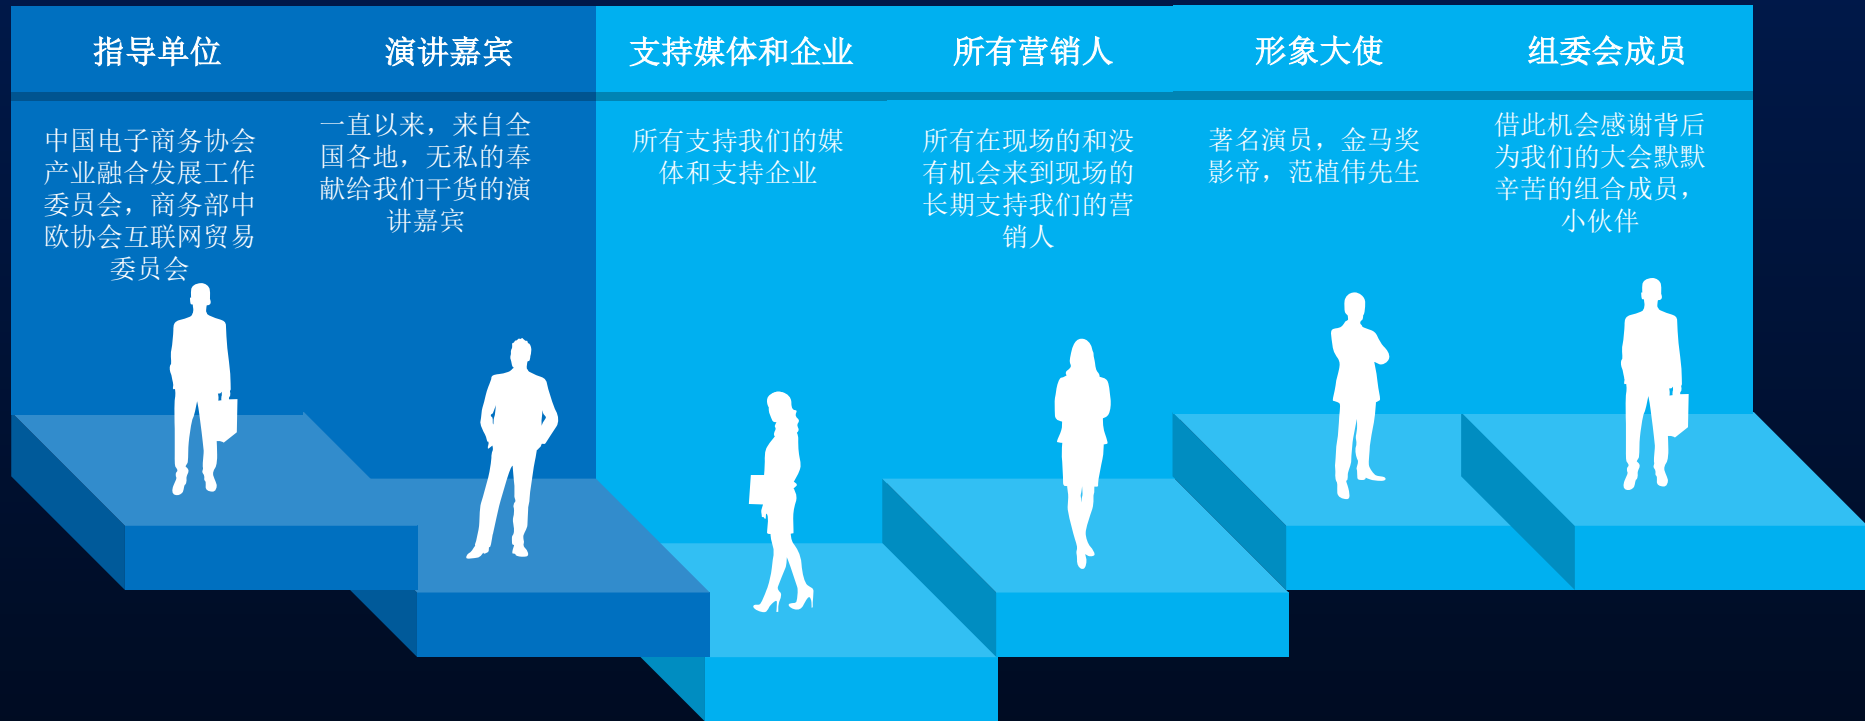 指导单位
中国电子商务协会
产业融合发展工作
委员会，商务部中
欧协会互联网贸易
委员会
演讲嘉宾
一直以来，来自全
国各地，无私的奉
献给我们干货的演
讲嘉宾
支持媒体和企业
所有支持我们的媒
体和支持企业
所有营销人
所有在现场的和没
有机会来到现场的
长期支持我们的营
销人
形象大使
著名演员，金马奖
影帝，范植伟先生
组委会成员
借此机会感谢背后
为我们的大会默默
辛苦的组合成员，
小伙伴